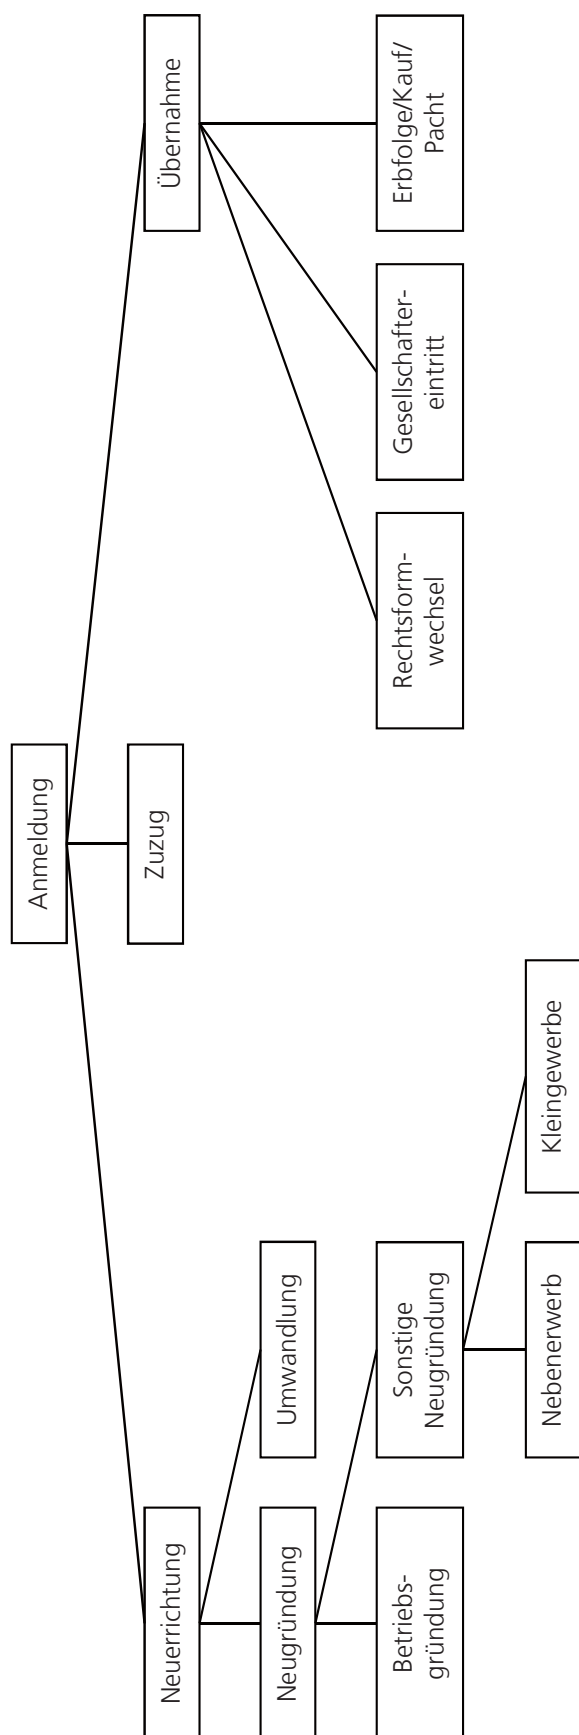 Anmeldung
Neuerrichtung
Zuzug
Übernahme
Neugründung
Umwandlung
Betriebs-
gründung
Sonstige
Neugründung
Rechtsform-
wechsel
Gesellschafter-
eintritt
Erbfolge/Kauf/
Pacht
Nebenerwerb
Kleingewerbe